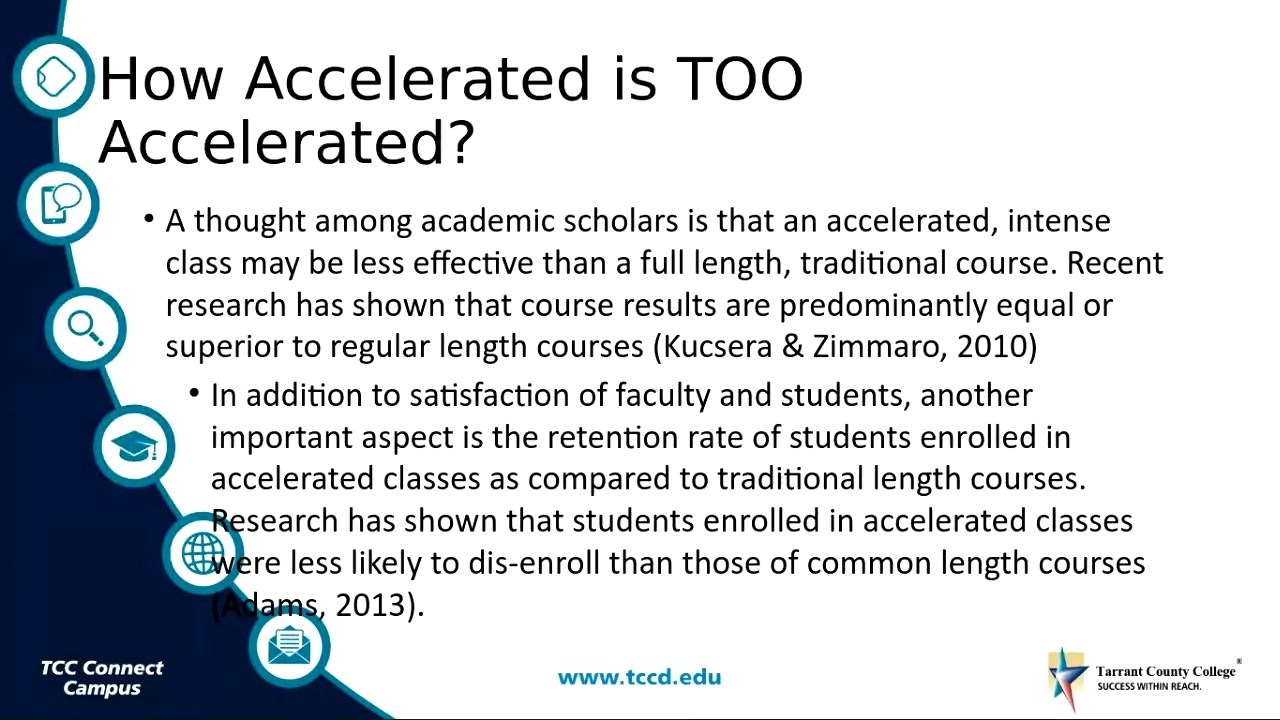 How Accelerated is TOO
Accelerated?
• A thought among academic scholars is that an accelerated, intense
class may be less effective than a full length, traditional course. Recent
research has shown that course results are predominantly equal or
superior to regular length courses (Kucsera & Zimmaro, 2010)
• In addition to satisfaction of faculty and students, another
important aspect is the retention rate of students enrolled in
accelerated classes as compared to traditional length courses.
Research has shown that students enrolled in accelerated classes
were less likely to dis-enroll than those of common length courses
(Adams, 2013).
TCC Connect
Campus
www.tccd.edu
Tarrant County College®
SUCCESS WITHIN REACH.